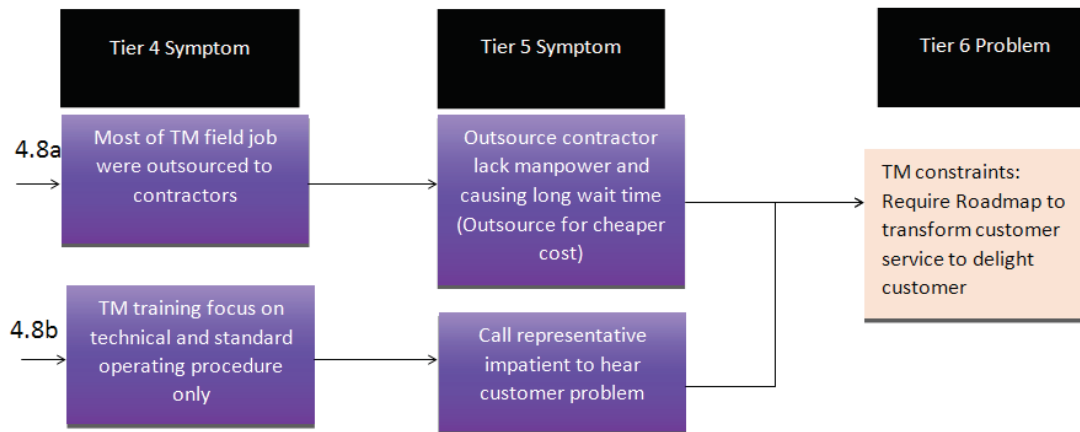 Tier 4 Symptom
Tier 5 Symptom
Tier 6 Problem
4.8a
Most of TM field job
were outsourced to
contractors
Outsource contractor
lack manpower and
causing long wait time
(Outsource for cheaper
cost)
TM constraints:
Require Roadmap to
transform customer
service to delight
customer
4.8b
TM training focus on
technical and standard
operating procedure
only
Call representative
impatient to hear
customer problem